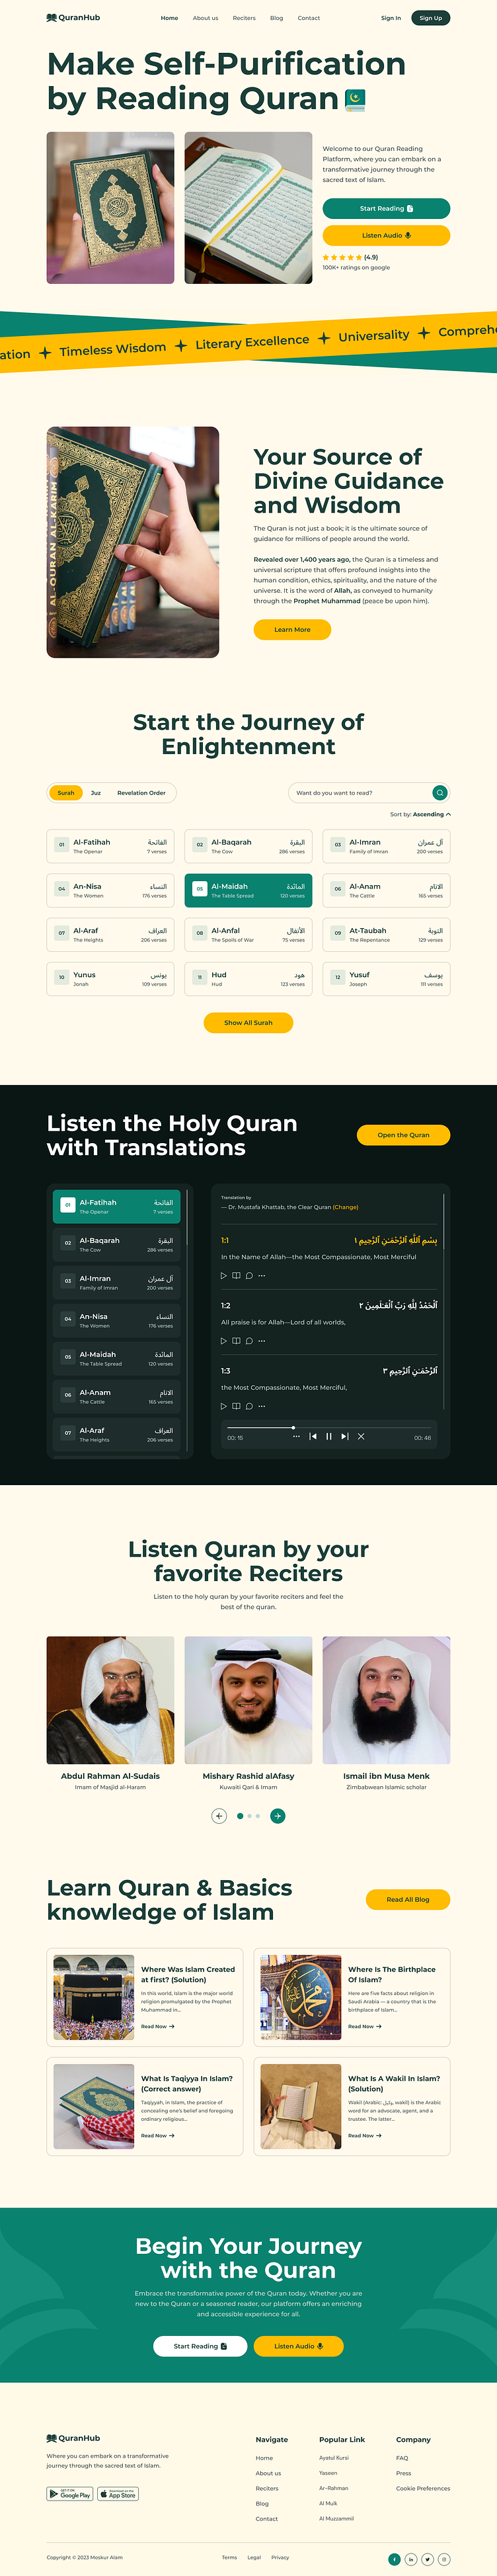 QuranHub
Home About us Reciters Blog Contact
Sign In Sign Up
Make Self-Purification
by Reading Quran
Welcome to our Quran Reading
Platform, where you can embark on a
transformative journey through the
sacred text of Islam.
Start Reading
Listen Audio
(4.9)
100K+ ratings on google
ation Timeless Wisdom Literary Excellence Universality Comprehe
AL-QURAN AL-KARIM
Your Source of
Divine Guidance
and Wisdom
The Quran is not just a book; it is the ultimate source of
guidance for millions of people around the world.
Revealed over 1,400 years ago, the Quran is a timeless and
universal scripture that offers profound insights into the
human condition, ethics, spirituality, and the nature of the
universe. It is the word of Allah, as conveyed to humanity
through the Prophet Muhammad (peace be upon him).
Learn More
Start the Journey of
Enlightenment
Surah Juz Revelation Order
Want do you want to read?
Sort by: Ascending
01 Al-Fatihah الفاتحة
The Openar 7 verses
02 Al-Baqarah البقرة
The Cow 286 verses
03 Al-Imran آل عمران
Family of Imran 200 verses
04 An-Nisa النساء
The Women 176 verses
05 Al-Maidah المائدة
The Table Spread 120 verses
06 Al-Anam الانام
The Cattle 165 verses
07 Al-Araf العراف
The Heights 206 verses
08 Al-Anfal الأنفال
The Spoils of War 75 verses
09 At-Taubah التوبة
The Repentance 129 verses
10 Yunus يونس
Jonah 109 verses
11 Hud هود
Hud 123 verses
12 Yusuf يوسف
Joseph 111 verses
Show All Surah
Listen the Holy Quran
with Translations
Open the Quran
01 Al-Fatihah الفاتحة
The Openar 7 verses
02 Al-Baqarah البقرة
The Cow 286 verses
03 Al-Imran آل عمران
Family of Imran 200 verses
04 An-Nisa النساء
The Women 176 verses
05 Al-Maidah المائدة
The Table Spread 120 verses
06 Al-Anam الانام
The Cattle 165 verses
07 Al-Araf العراف
The Heights 206 verses
Translation by
— Dr. Mustafa Khattab, the Clear Quran (Change)
1:1 بِسْمِ ٱللَّهِ ٱلرَّحْمَـٰنِ ٱلرَّحِيمِ ١
In the Name of Allah—the Most Compassionate, Most Merciful
1:2 ٱلْحَمْدُ لِلَّهِ رَبِّ ٱلْعَـٰلَمِينَ ٢
All praise is for Allah—Lord of all worlds,
1:3 ٱلرَّحْمَـٰنِ ٱلرَّحِيمِ ٣
the Most Compassionate, Most Merciful,
00: 15 00: 48
Listen Quran by your
favorite Reciters
Listen to the holy quran by your favorite reciters and feel the
best of the quran.
Abdul Rahman Al-Sudais
Imam of Masjid al-Haram
Mishary Rashid alAfasy
Kuwaiti Qari & Imam
Ismail ibn Musa Menk
Zimbabwean Islamic scholar
Learn Quran & Basics
knowledge of Islam
Read All Blog
Where Was Islam Created
at first? (Solution)
In this world, Islam is the major world
religion promulgated by the Prophet
Muhammad in...
Read Now
Where Is The Birthplace
Of Islam?
Here are five facts about religion in
Saudi Arabia — a country that is the
birthplace of Islam...
Read Now
What Is Taqiyya In Islam?
(Correct answer)
Taqiyyah, in Islam, the practice of
concealing one's belief and foregoing
ordinary religious...
Read Now
What Is A Wakil In Islam?
(Solution)
Wakil (Arabic: وكيل, wakil) is the Arabic
word for an advocate, agent, and a
trustee. The latter...
Read Now
Begin Your Journey
with the Quran
Embrace the transformative power of the Quran today. Whether you are
new to the Quran or a seasoned reader, our platform offers an enriching
and accessible experience for all.
Start Reading Listen Audio
QuranHub
Where you can embark on a transformative
journey through the sacred text of Islam.
GET IT ON
Google Play
Download on the
App Store
Navigate
Home
About us
Reciters
Blog
Contact
Popular Link
Ayatul Kursi
Yaseen
Ar-Rahman
Al Mulk
Al Muzzammil
Company
FAQ
Press
Cookie Preferences
Copyright © 2023 Moskur Alam
Terms Legal Privacy